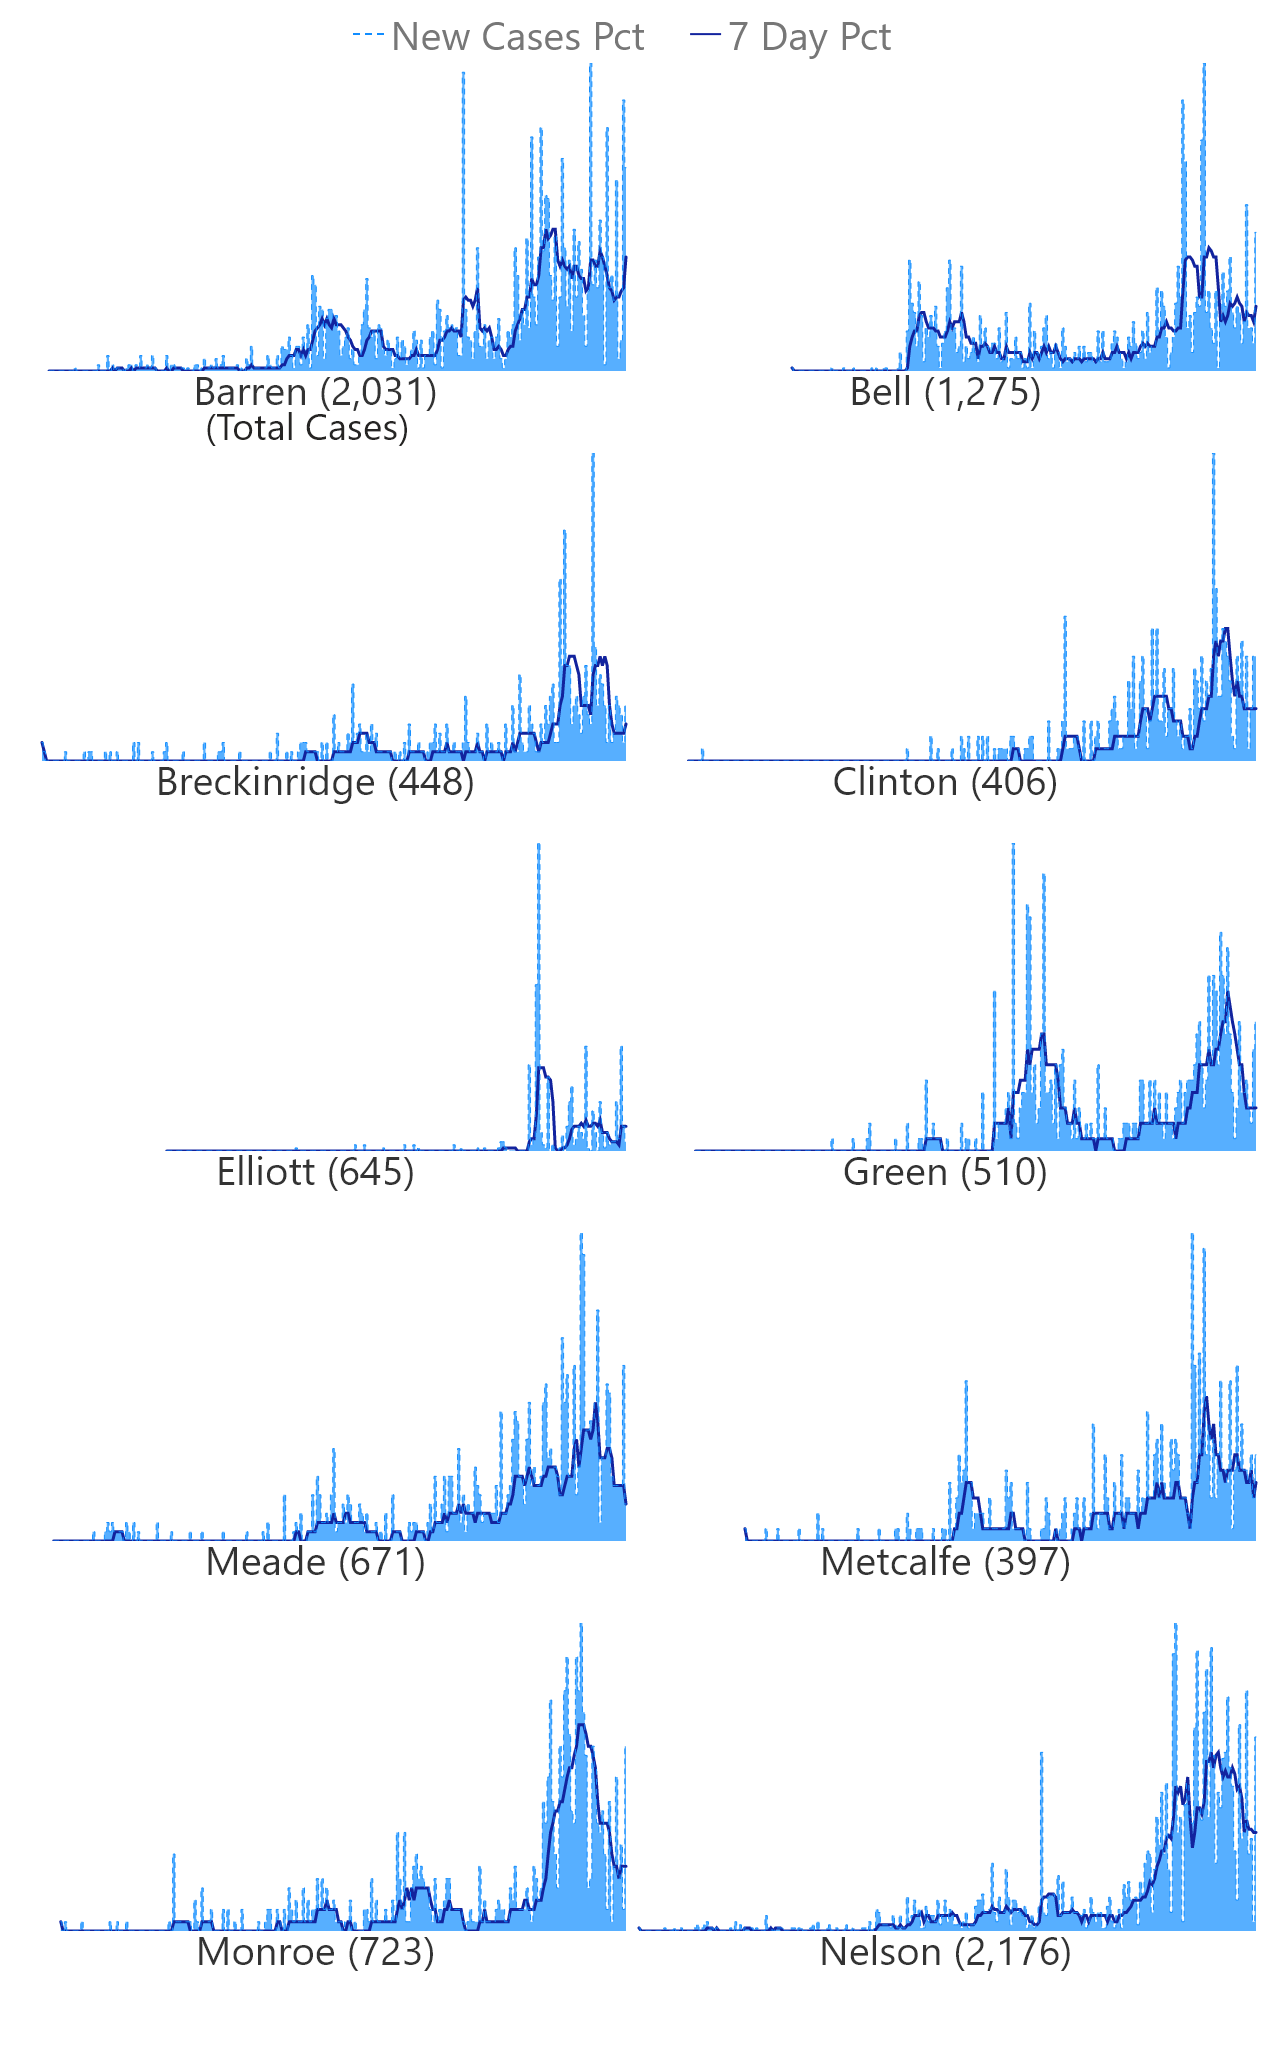 New Cases Pct 7 Day Pct
Barren (2,031) Bell (1,275)
(Total Cases)
Breckinridge (448) Clinton (406)
Elliott (645) Green (510)
Meade (671) Metcalfe (397)
Monroe (723) Nelson (2,176)